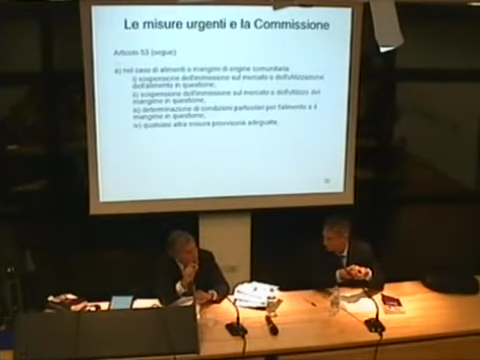 Le misure urgenti e la Commissione
Articolo 53 (segue)
a) nel caso di alimenti o mangimi di origine comunitaria
i) sospensione dell'immissione sul mercato o dell'utilizzazione
dell'alimento in questione;
ii) sospensione dell'immissione sul mercato o dell'utilizzo del
mangime in questione;
iii) determinazione di condizioni particolari per l'alimento o il
mangime in questione;
iv) qualsiasi altra misura provvisoria adeguata;